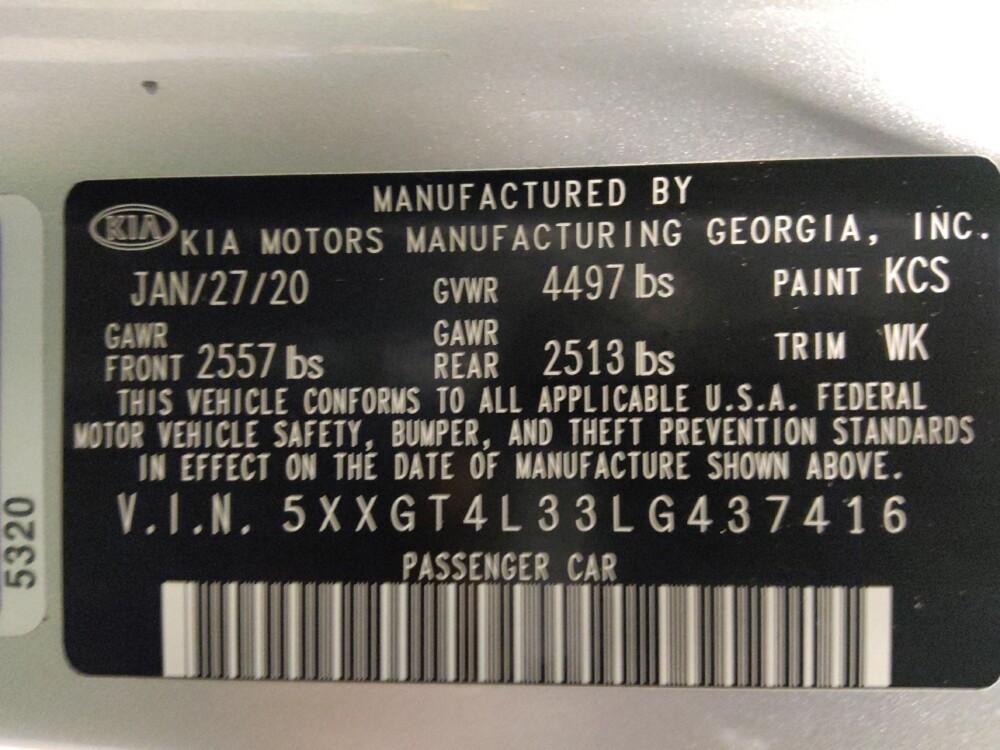 MANUFACTURED BY
KIA KIA MOTORS MANUFACTURING GEORGIA, INC.
JAN/27/20 GVWR 4497 lbs PAINT KCS
GAWR FRONT 2557 lbs GAWR REAR 2513 lbs TRIM WK
THIS VEHICLE CONFORMS TO ALL APPLICABLE U.S.A. FEDERAL
MOTOR VEHICLE SAFETY, BUMPER, AND THEFT PREVENTION STANDARDS
IN EFFECT ON THE DATE OF MANUFACTURE SHOWN ABOVE.
V.I.N. 5XXGT4L33LG437416
PASSENGER CAR
5320